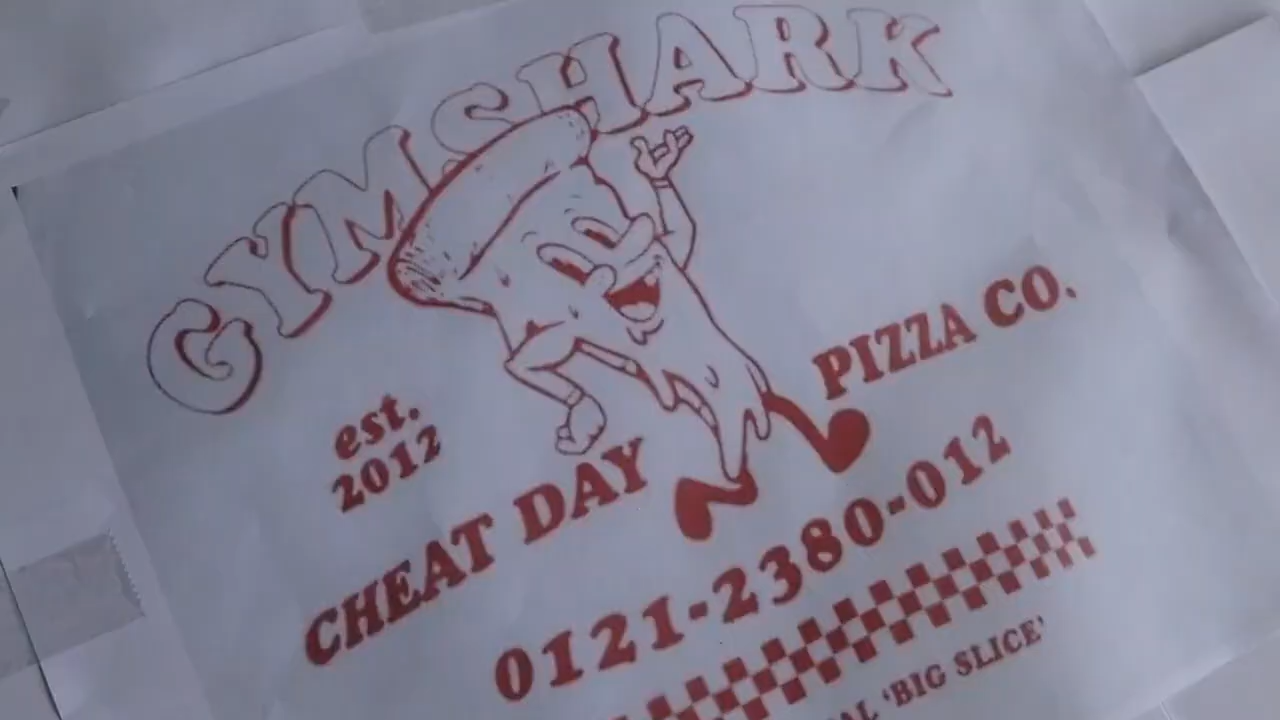 GYMSHARK
est.
2012
CHEAT DAY
PIZZA CO.
0121-2380-012
'BIG SLICE'